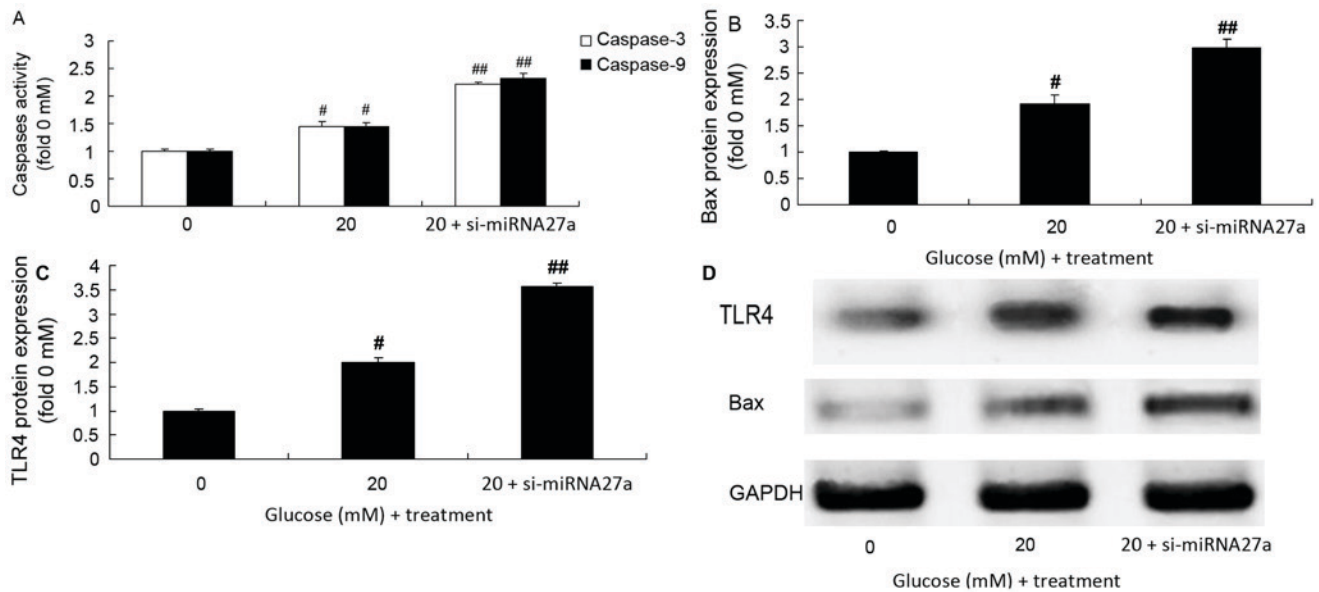 A
Caspases activity
(fold 0 mM)
3
2.5
2
1.5
1
0.5
0
# #
## ##
Caspase-3
Caspase-9
0 20 20 + si-miRNA27a
B
Bax protein expression
(fold 0 mM)
3.5
3
2.5
2
1.5
1
0.5
0
#
##
0 20 20 + si-miRNA27a
Glucose (mM) + treatment
C
TLR4 protein expression
(fold 0 mM)
4
3.5
3
2.5
2
1.5
1
0.5
0
#
##
0 20 20 + si-miRNA27a
Glucose (mM) + treatment
D
TLR4
Bax
GAPDH
0 20 20 + si-miRNA27a
Glucose (mM) + treatment